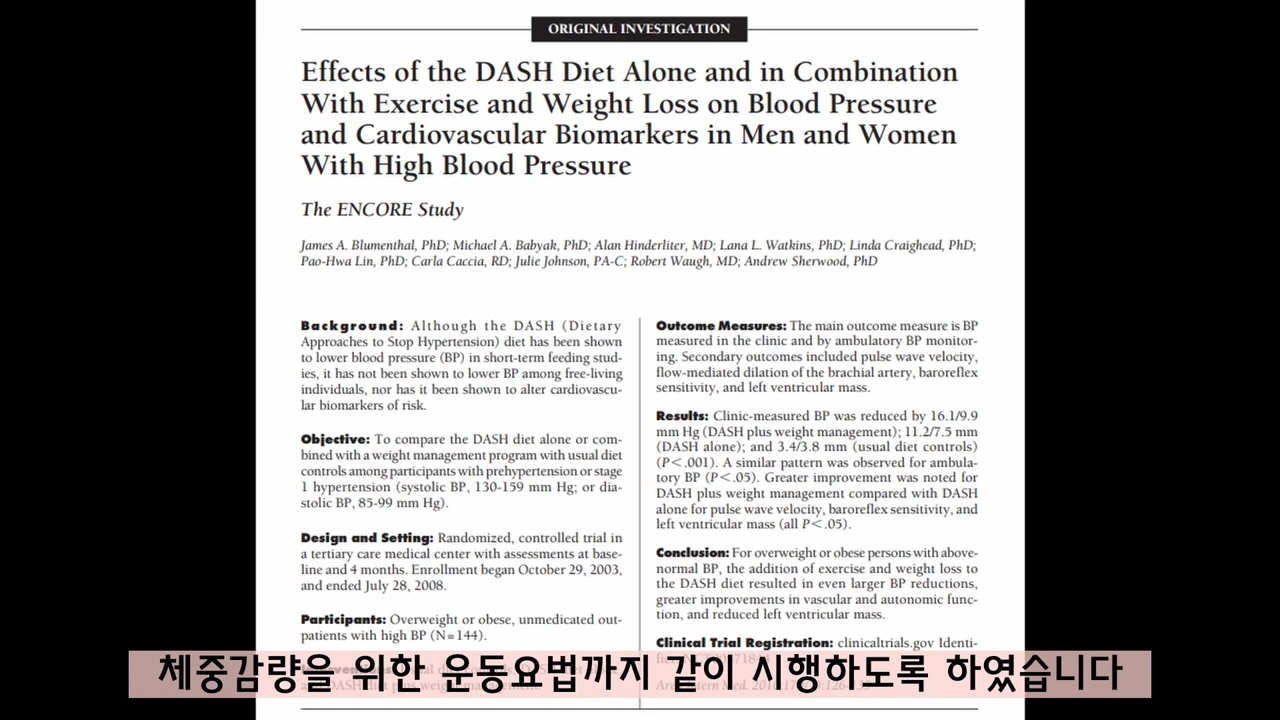 ORIGINAL INVESTIGATION
Effects of the DASH Diet Alone and in Combination
With Exercise and Weight Loss on Blood Pressure
and Cardiovascular Biomarkers in Men and Women
With High Blood Pressure
The ENCORE Study
James A. Blumenthal, PhD; Michael A. Babyak, PhD; Alan Hinderliter, MD; Lana L. Watkins, PhD; Linda Craighead, PhD;
Pao-Hwa Lin, PhD; Carla Caccia, RD; Julie Johnson, PA-C; Robert Waugh, MD; Andrew Sherwood, PhD
Background: Although the DASH (Dietary
Approaches to Stop Hypertension) diet has been shown
to lower blood pressure (BP) in short-term feeding stud-
ies, it has not been shown to lower BP among free-living
individuals, nor has it been shown to alter cardiovascu-
lar biomarkers of risk.
Objective: To compare the DASH diet alone or com-
bined with a weight management program with usual diet
controls among participants with prehypertension or stage
1 hypertension (systolic BP, 130-159 mm Hg; or dia-
stolic BP, 85-99 mm Hg).
Design and Setting: Randomized, controlled trial in
a tertiary care medical center with assessments at base-
line and 4 months. Enrollment began October 29, 2003,
and ended July 28, 2008.
Participants: Overweight or obese, unmedicated out-
patients with high BP (N=144).
Outcome Measures: The main outcome measure is BP
measured in the clinic and by ambulatory BP monitor-
ing. Secondary outcomes included pulse wave velocity,
flow-mediated dilation of the brachial artery, baroreflex
sensitivity, and left ventricular mass.
Results: Clinic-measured BP was reduced by 16.1/9.9
mm Hg (DASH plus weight management); 11.2/7.5 mm
(DASH alone); and 3.4/3.8 mm (usual diet controls)
(P<.001). A similar pattern was observed for ambula-
tory BP (P<.05). Greater improvement was noted for
DASH plus weight management compared with DASH
alone for pulse wave velocity, baroreflex sensitivity, and
left ventricular mass (all P<.05).
Conclusion: For overweight or obese persons with above-
normal BP, the addition of exercise and weight loss to
the DASH diet resulted in even larger BP reductions,
greater improvements in vascular and autonomic func-
tion, and reduced left ventricular mass.
Clinical Trial Registration: clinicaltrials.gov Identi-
체중감량을 위한 운동요법까지 같이 시행하도록 하였습니다